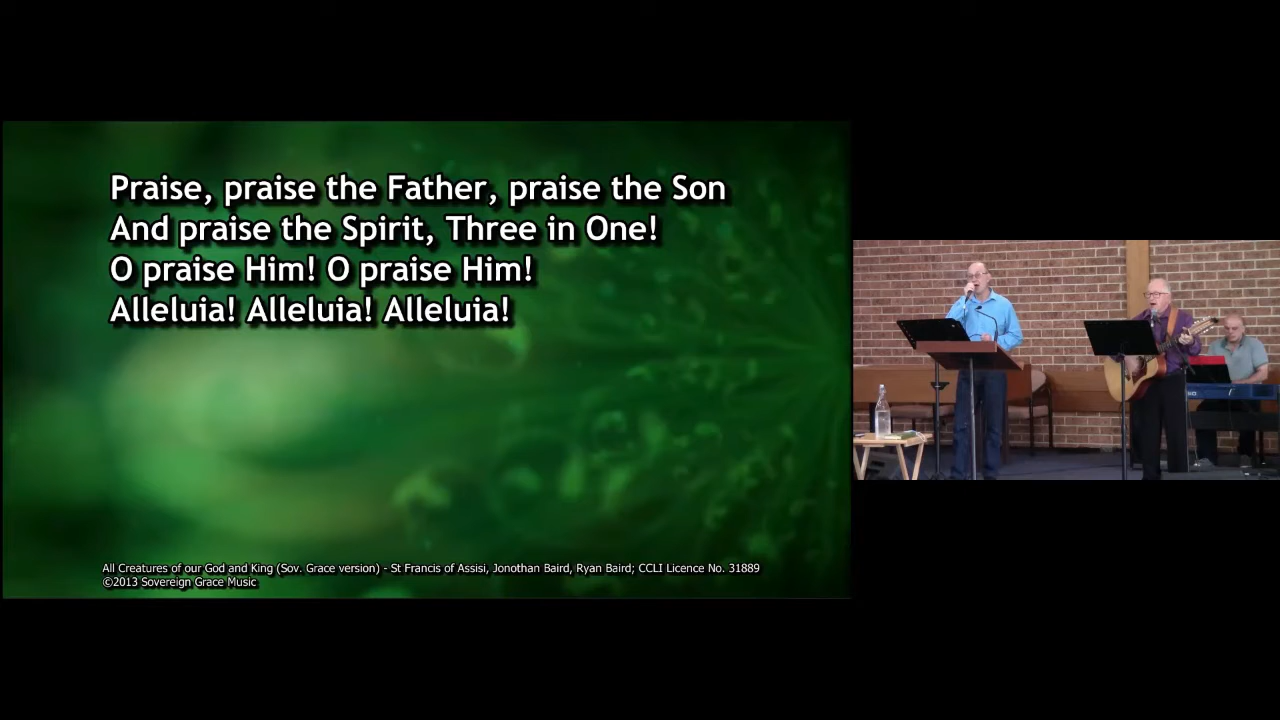 Praise, praise the Father, praise the Son
And praise the Spirit, Three in One!
O praise Him! O praise Him!
Alleluia! Alleluia! Alleluia!
All Creatures of our God and King (Sov. Grace version) - St Francis of Assisi, Jonothan Baird, Ryan Baird; CCLI Licence No. 31889
©2013 Sovereign Grace Music